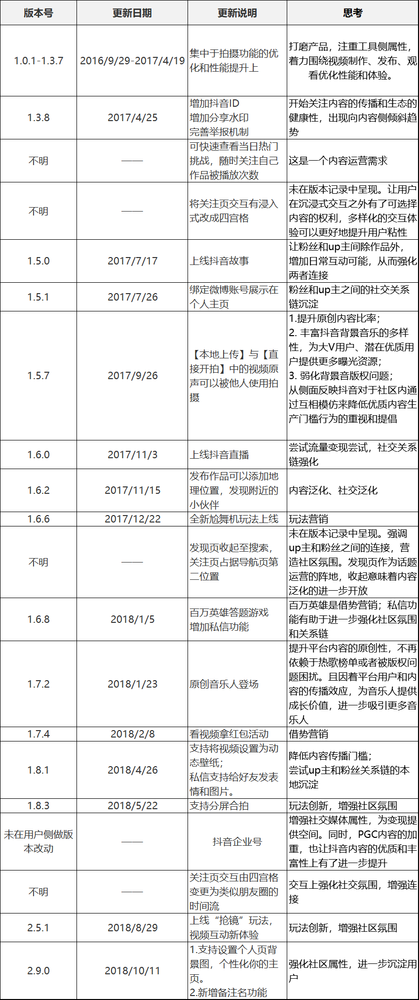 版本号
更新日期
更新说明
思考
1.0.1-1.3.7
2016/9/29-2017/4/19
集中于拍摄功能的优
化和性能提升上
打磨产品，注重工具侧属性，
着力围绕视频制作、发布、观
看优化性能和体验。
1.3.8
2017/4/25
增加抖音ID
增加分享水印
完善举报机制
开始关注内容的传播和生态的
健康性，出现向内容侧倾斜趋
势
不明
——
可快速查看当日热门
挑战，随时关注自己
作品被播放次数
这是一个内容运营需求
不明
——
将关注页交互有浸入
式改成四宫格
未在版本记录中呈现。让用户
在沉浸式交互之外有了可选择
内容的权利，多样化的交互体
验可以更好地提升用户粘性
1.5.0
2017/7/17
上线抖音故事
让粉丝和up主间除作品外，
增加日常互动可能，从而强化
两者连接
1.5.1
2017/7/26
绑定微博账号展示在
个人主页
粉丝和up主之间的社交关系
链沉淀
1.5.7
2017/9/26
【本地上传】与【直
接开拍】中的视频原
声可以被他人使用拍
摄
1.提升原创内容比率；
2. 丰富抖音背景音乐的多样
性，为大V用户、潜在优质用
户提供更多曝光资源；
3. 弱化背景音版权问题；
从侧面反映抖音对于社区内通
过互相模仿来降低优质内容生
产门槛行为的重视和提倡
1.6.0
2017/11/3
上线抖音直播
尝试流量变现尝试，社交关系
链强化
1.6.2
2017/11/15
发布作品可以添加地
理位置，发现附近的
小伙伴
内容泛化、社交泛化
1.6.6
2017/12/22
全新尬舞机玩法上线
玩法营销
不明
——
发现页收起至搜索，
关注页占据导航页第
二位置
未在版本记录中呈现。强调
up主和粉丝之间的连接，营
造社区氛围。发现页作为话题
运营的阵地，收起意味着内容
泛化的进一步开放
1.6.8
2018/1/5
百万英雄答题游戏
增加私信功能
百万英雄是借势营销；私信功
能有助于进一步强化社区氛围
和关系链
1.7.2
2018/1/23
原创音乐人登场
提升平台内容的原创性，不再
依赖于热歌榜单或者被版权问
题困扰。且因着平台用户和内
容的传播效应，为音乐人提供
成长价值，进一步吸引更多音
乐人
1.7.4
2018/2/8
看视频拿红包活动
借势营销
1.8.1
2018/4/26
支持将视频设置为动
态壁纸；
私信支持给好友发表
情和图片。
降低内容传播门槛；
尝试up主和粉丝关系链的本
地沉淀
1.8.3
2018/5/22
支持分屏合拍
玩法创新，增强社区氛围
未在用户侧做版
本改动
——
抖音企业号
增强社交媒体属性，为变现提
供空间。同时，PGC内容的加
重，也让抖音内容的优质和丰
富性上有了进一步提升
不明
——
关注页交互由四宫格
变更为类似朋友圈的
时间流
交互上强化社交氛围，增强连
接
2.5.1
2018/8/29
上线“抢镜”玩法，
视频互动新体验
玩法创新，增强社区氛围
2.9.0
2018/10/11
1.支持设置个人页背
景图，个性化你的主
页。
2.新增备注名功能
强化社区属性，进一步沉淀用
户